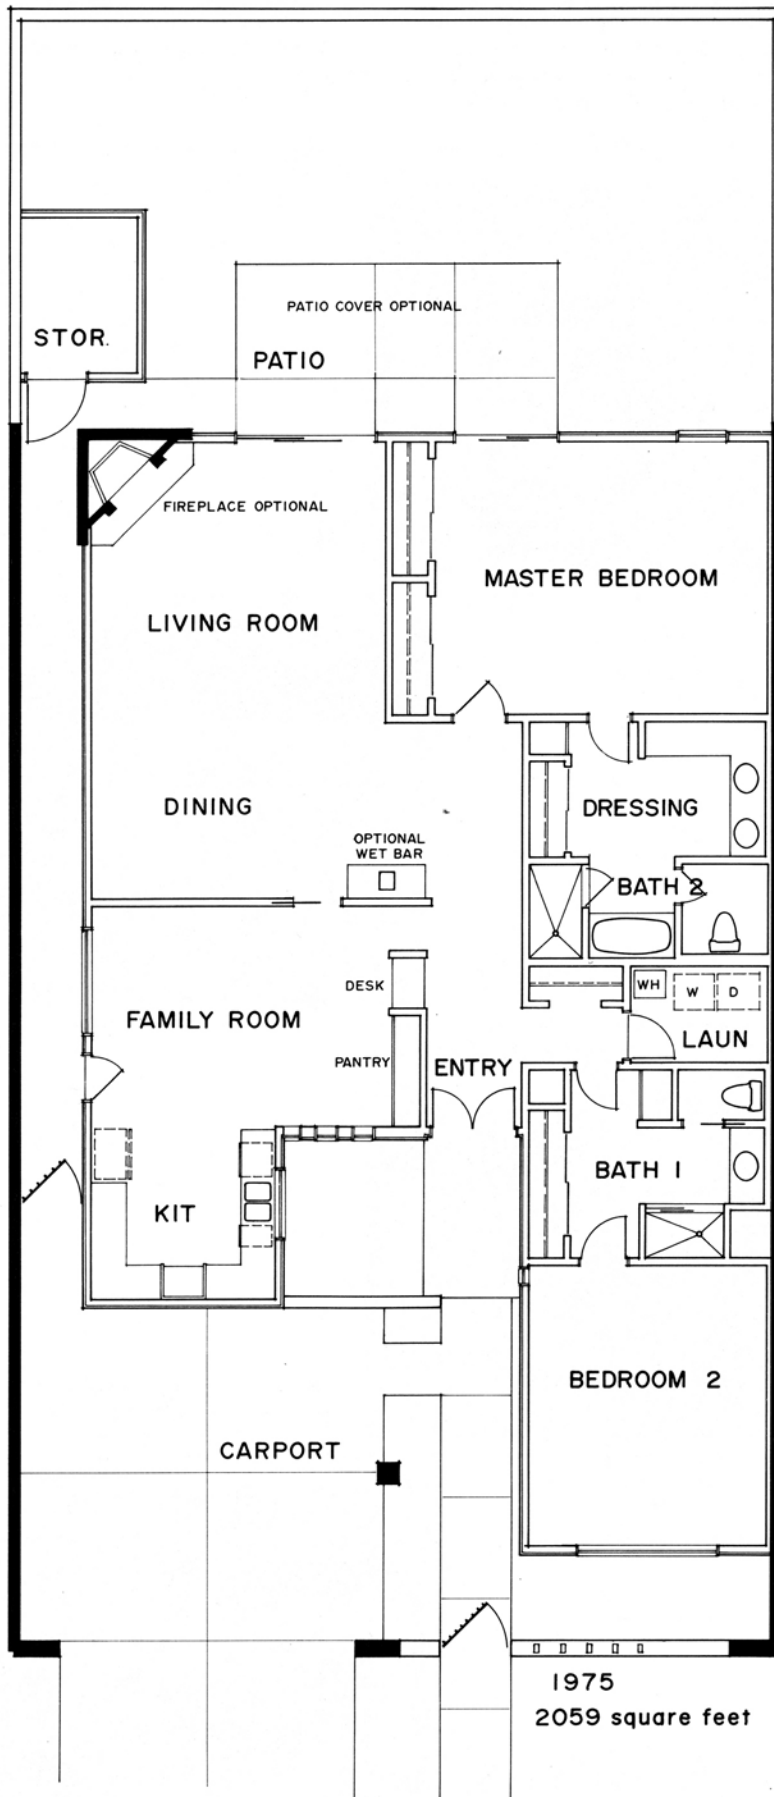 STOR.
PATIO COVER OPTIONAL
PATIO
FIREPLACE OPTIONAL
MASTER BEDROOM
LIVING ROOM
DINING
DRESSING
OPTIONAL
WET BAR
BATH 2
DESK
WH
W
D
FAMILY ROOM
LAUN
PANTRY
ENTRY
BATH 1
KIT
BEDROOM 2
CARPORT
1975
2059 square feet